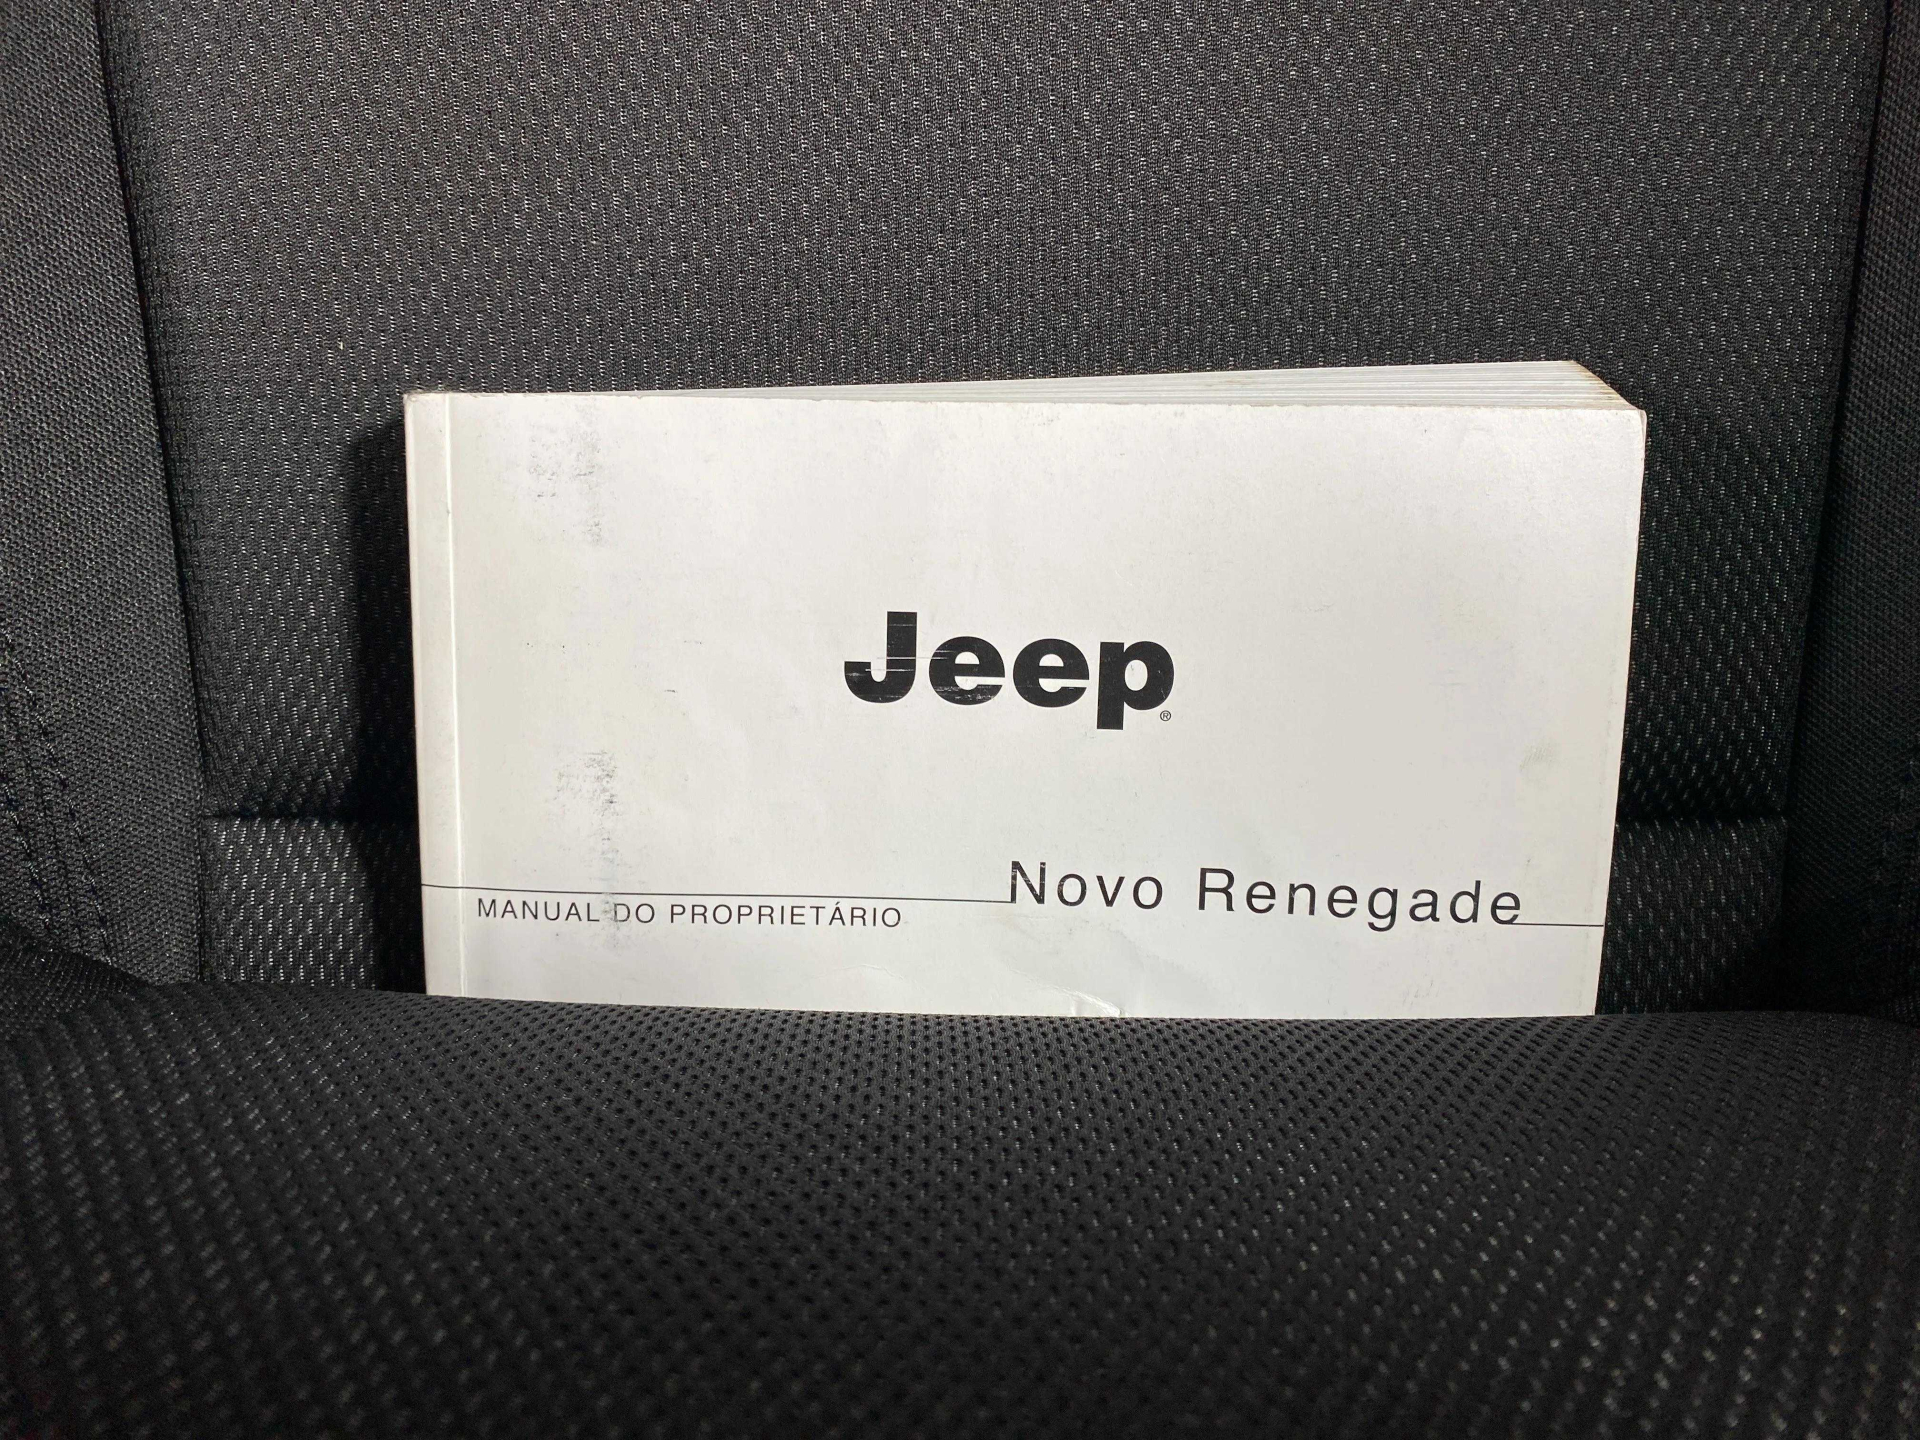 Jeep®
Novo Renegade
MANUAL DO PROPRIETÁRIO